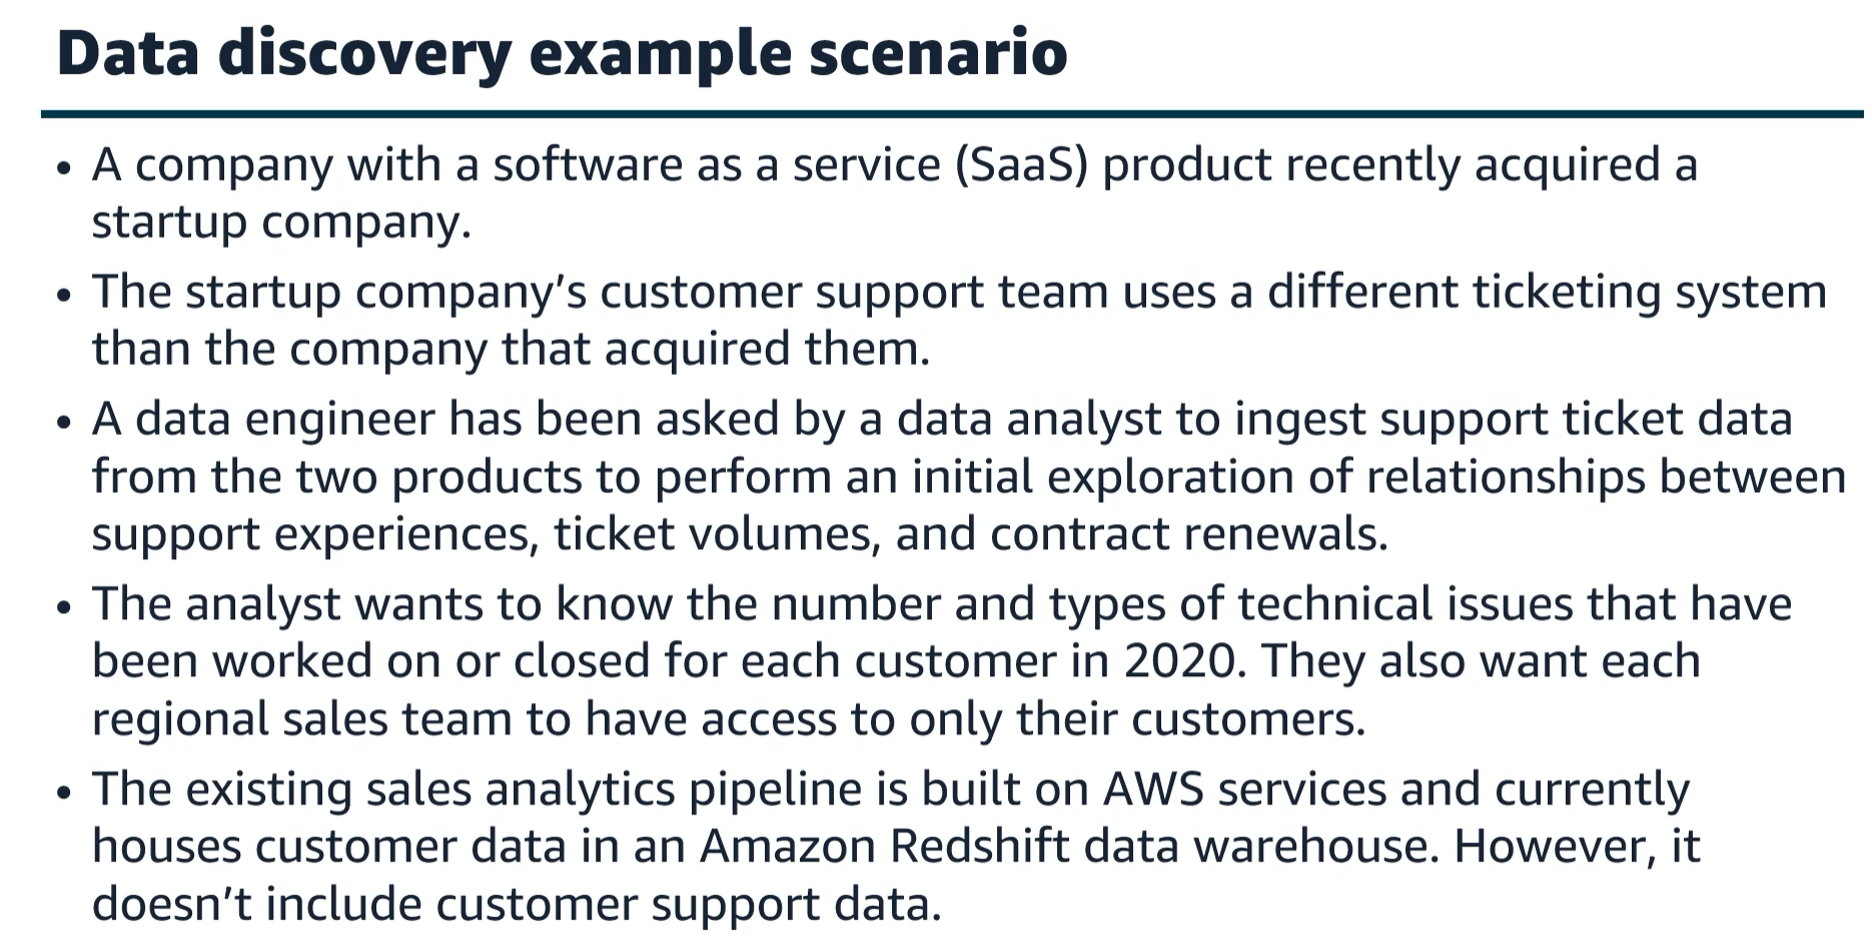 Data discovery example scenario
• A company with a software as a service (SaaS) product recently acquired a
startup company.
• The startup company’s customer support team uses a different ticketing system
than the company that acquired them.
• A data engineer has been asked by a data analyst to ingest support ticket data
from the two products to perform an initial exploration of relationships between
support experiences, ticket volumes, and contract renewals.
• The analyst wants to know the number and types of technical issues that have
been worked on or closed for each customer in 2020. They also want each
regional sales team to have access to only their customers.
• The existing sales analytics pipeline is built on AWS services and currently
houses customer data in an Amazon Redshift data warehouse. However, it
doesn’t include customer support data.